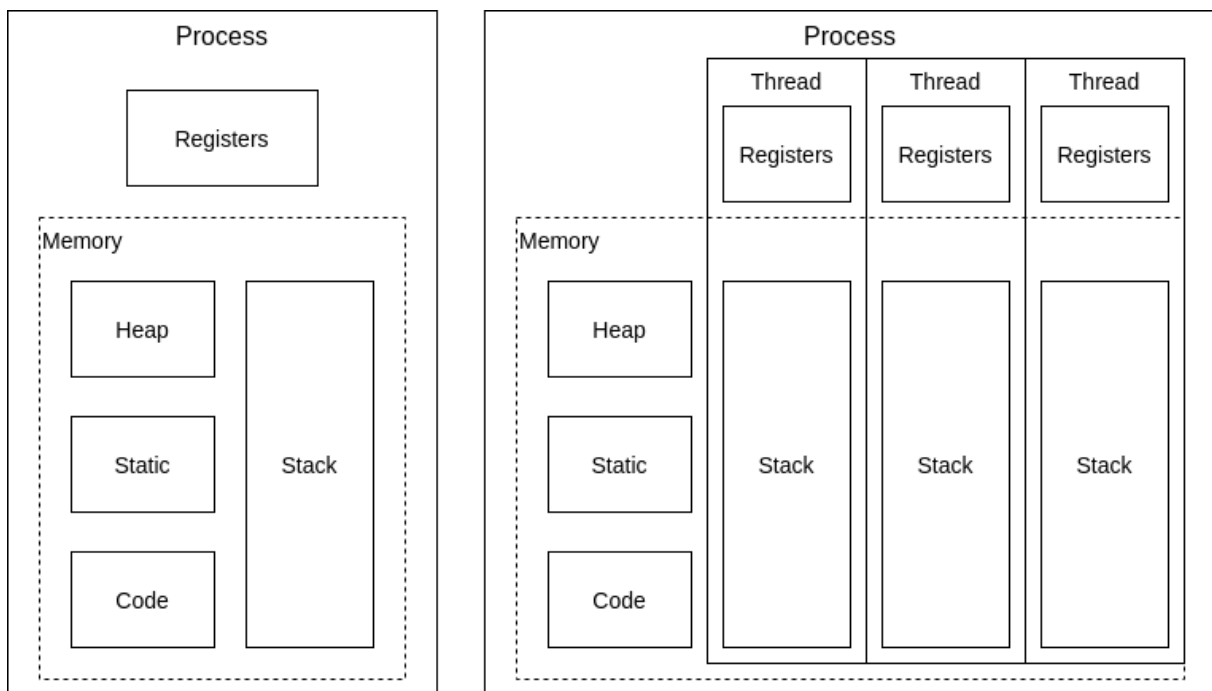 Process
Registers
Memory
Heap
Static
Code
Stack
Process
Thread Thread Thread
Registers Registers Registers
Memory
Heap
Static
Code
Stack Stack Stack